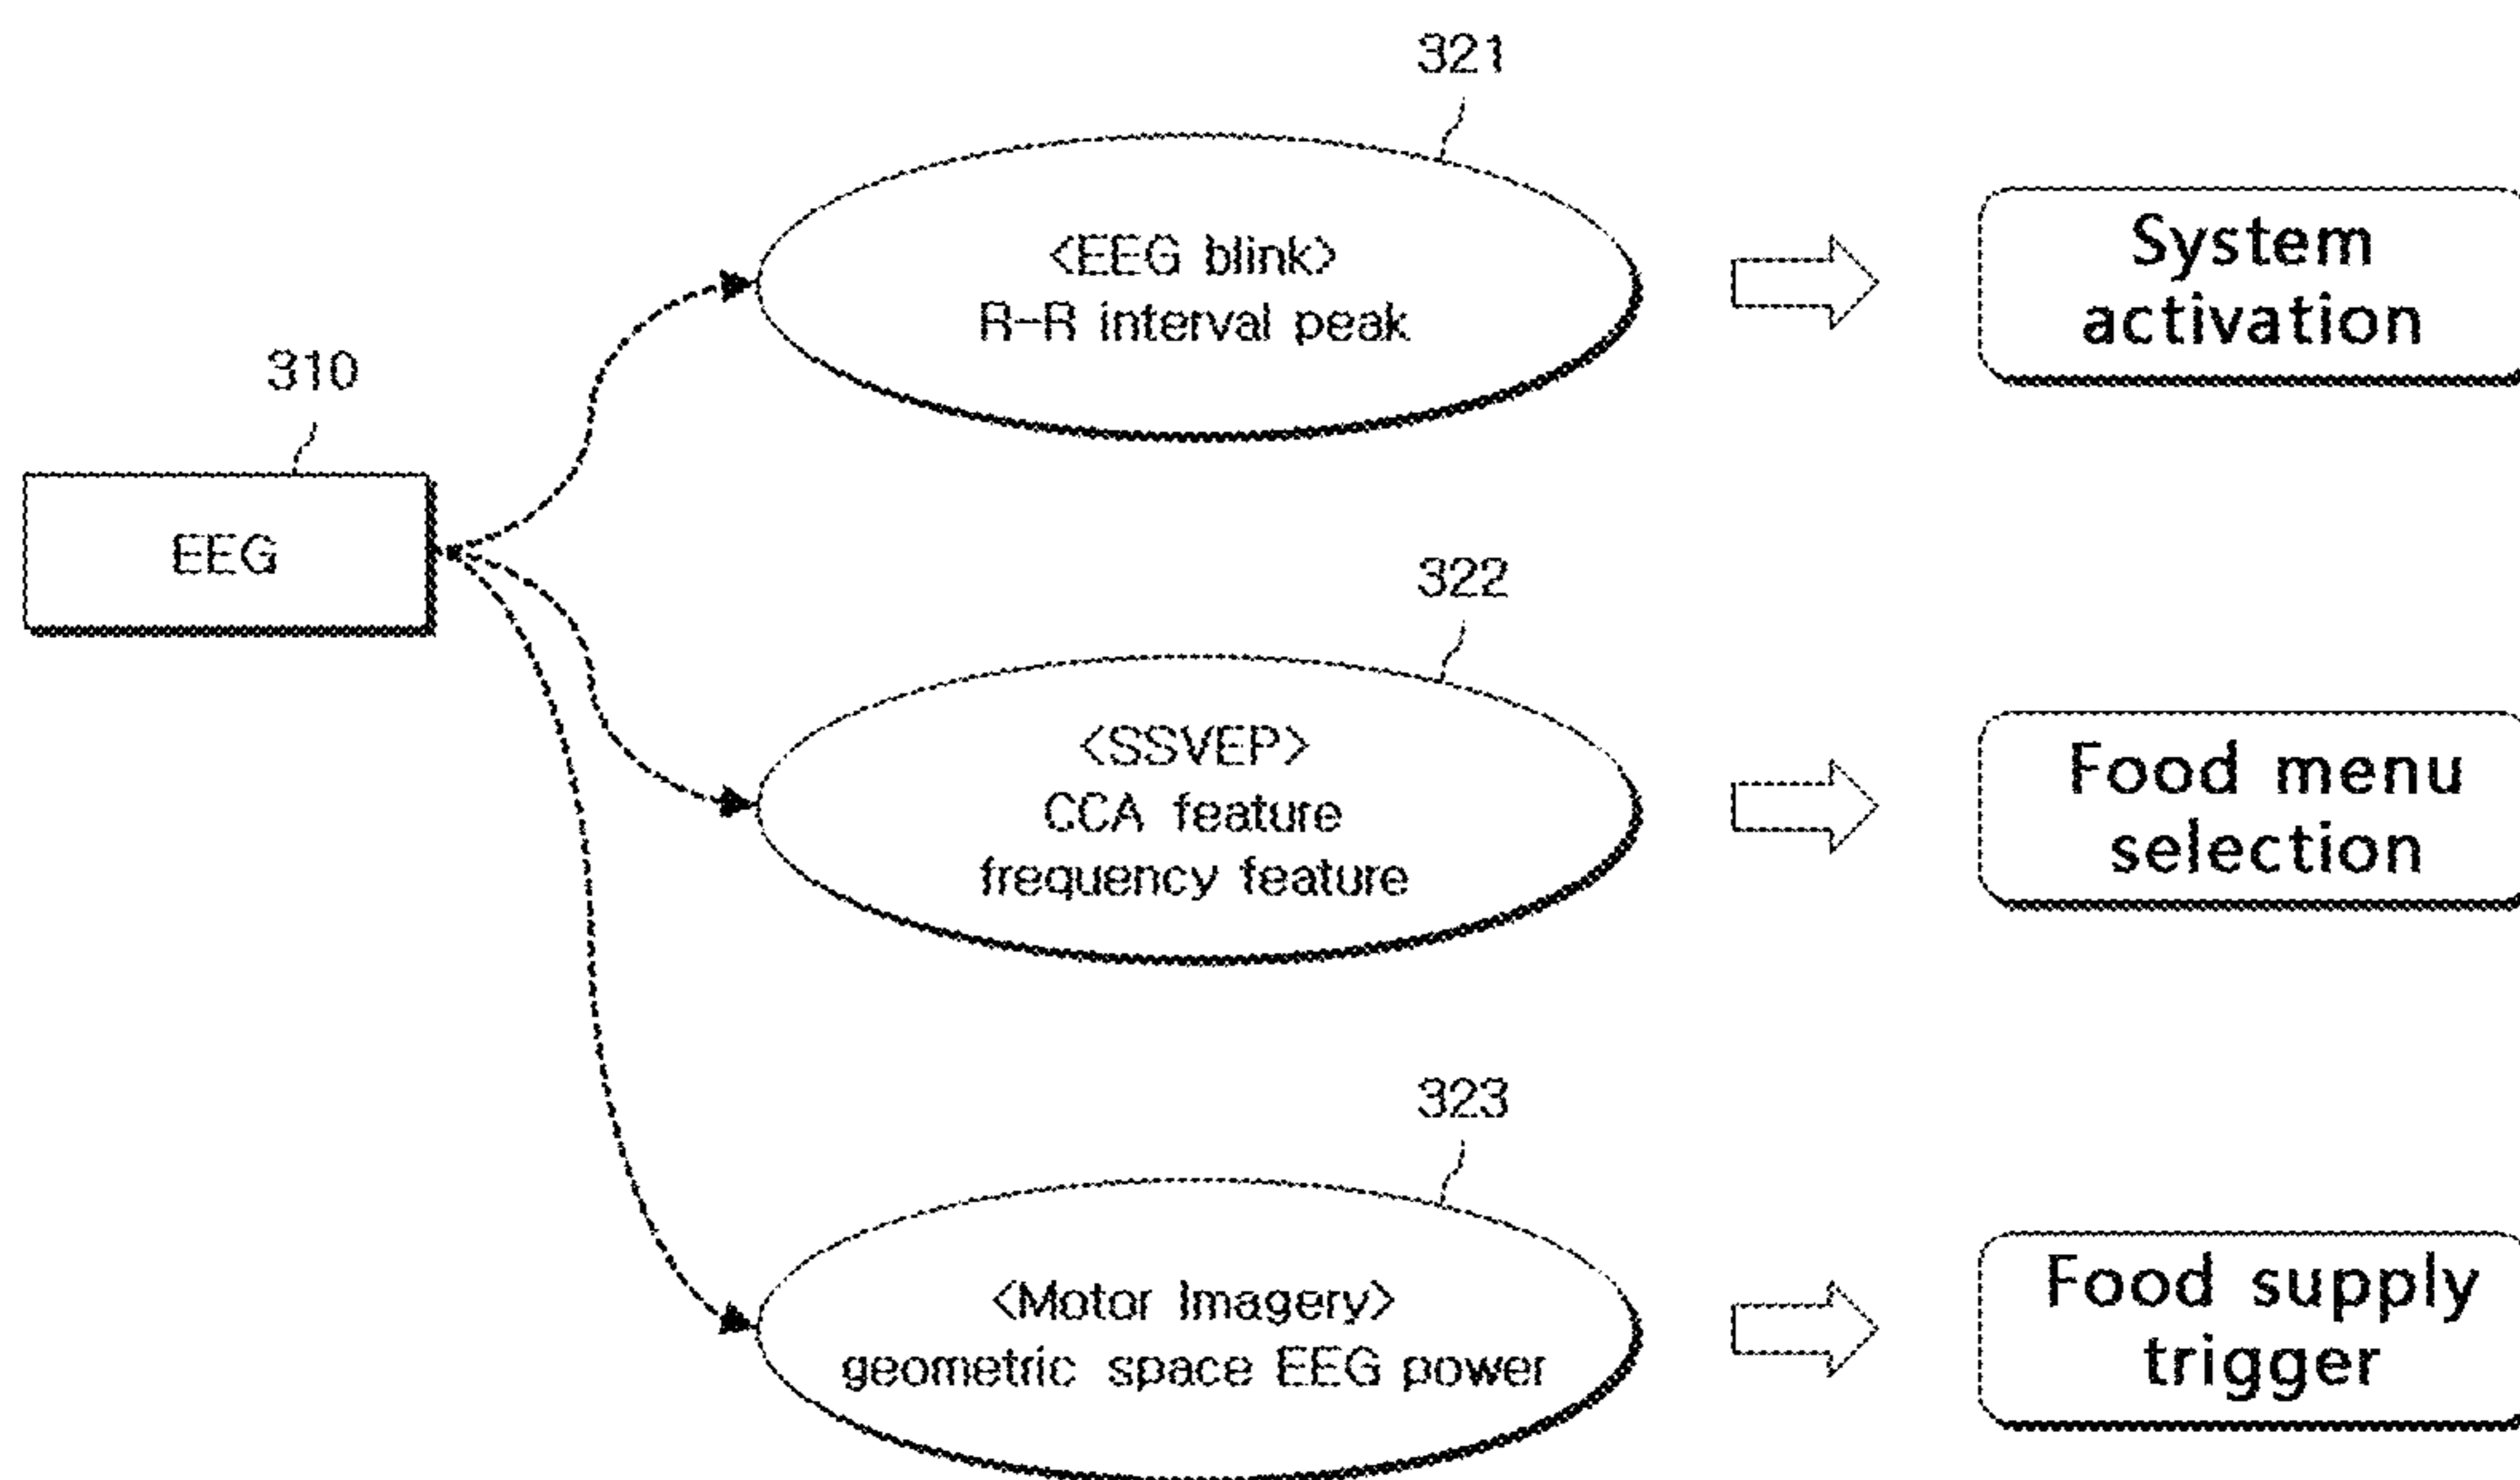 321
<EEG blink>
R-R interval peak
System
activation
310
EEG
322
<SSVEP>
CCA feature
frequency feature
Food menu
selection
323
<Motor Imagery>
geometric space EEG power
Food supply
trigger